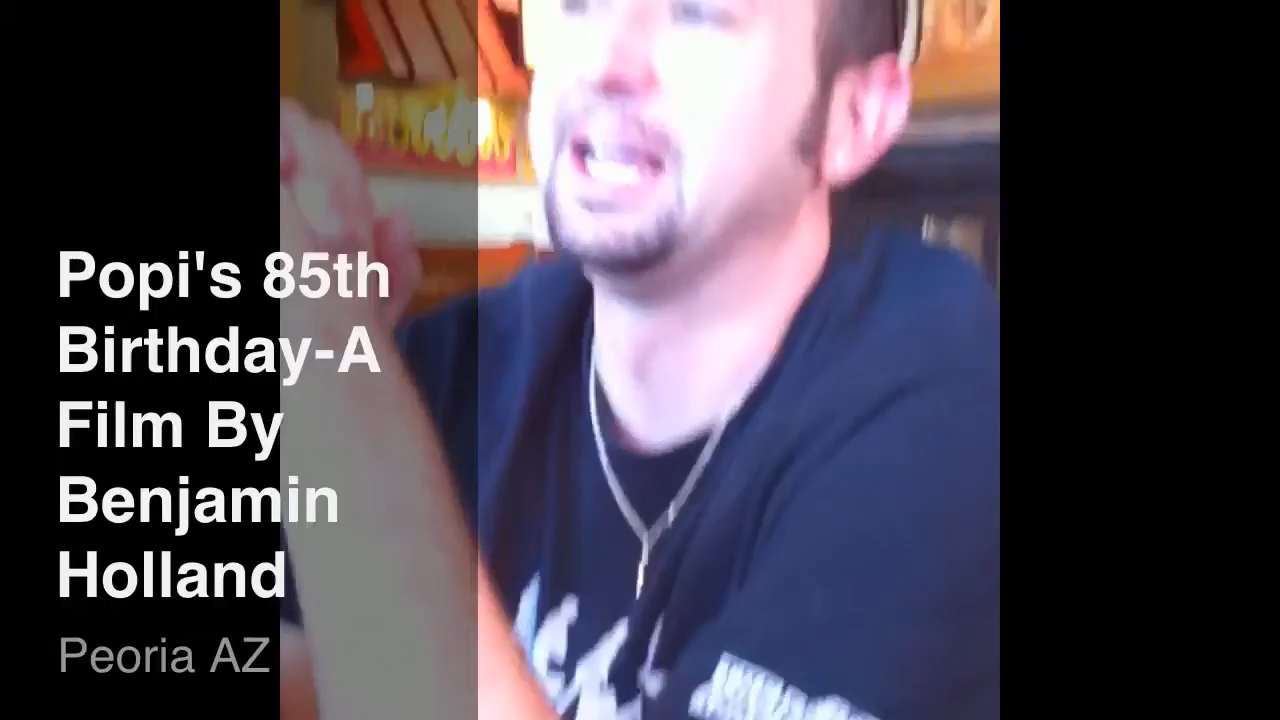 Popi's 85th
Birthday-A
Film By
Benjamin
Holland
Peoria AZ